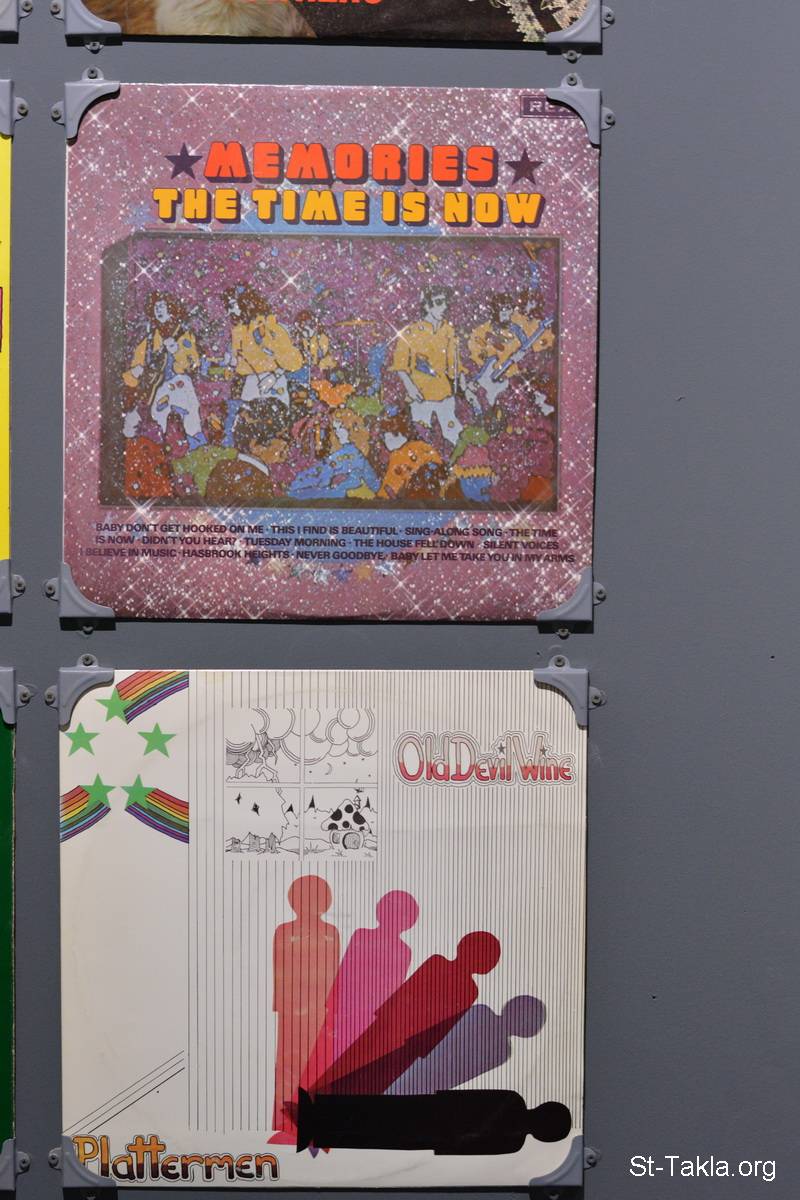 MEMORIES
THE TIME IS NOW
BABY DON'T GET HOOKED ON ME · THIS I FIND IS BEAUTIFUL · SING-ALONG SONG · THE TIME
IS NOW · DIDN'T YOU HEAR? · TUESDAY MORNING · THE HOUSE FELL DOWN · SILENT VOICES
I BELIEVE IN MUSIC · HASBROOK HEIGHTS · NEVER GOODBYE · BABY LET ME TAKE YOU IN MY ARMS
Old Devil Wine
Plattermen
St-Takla.org